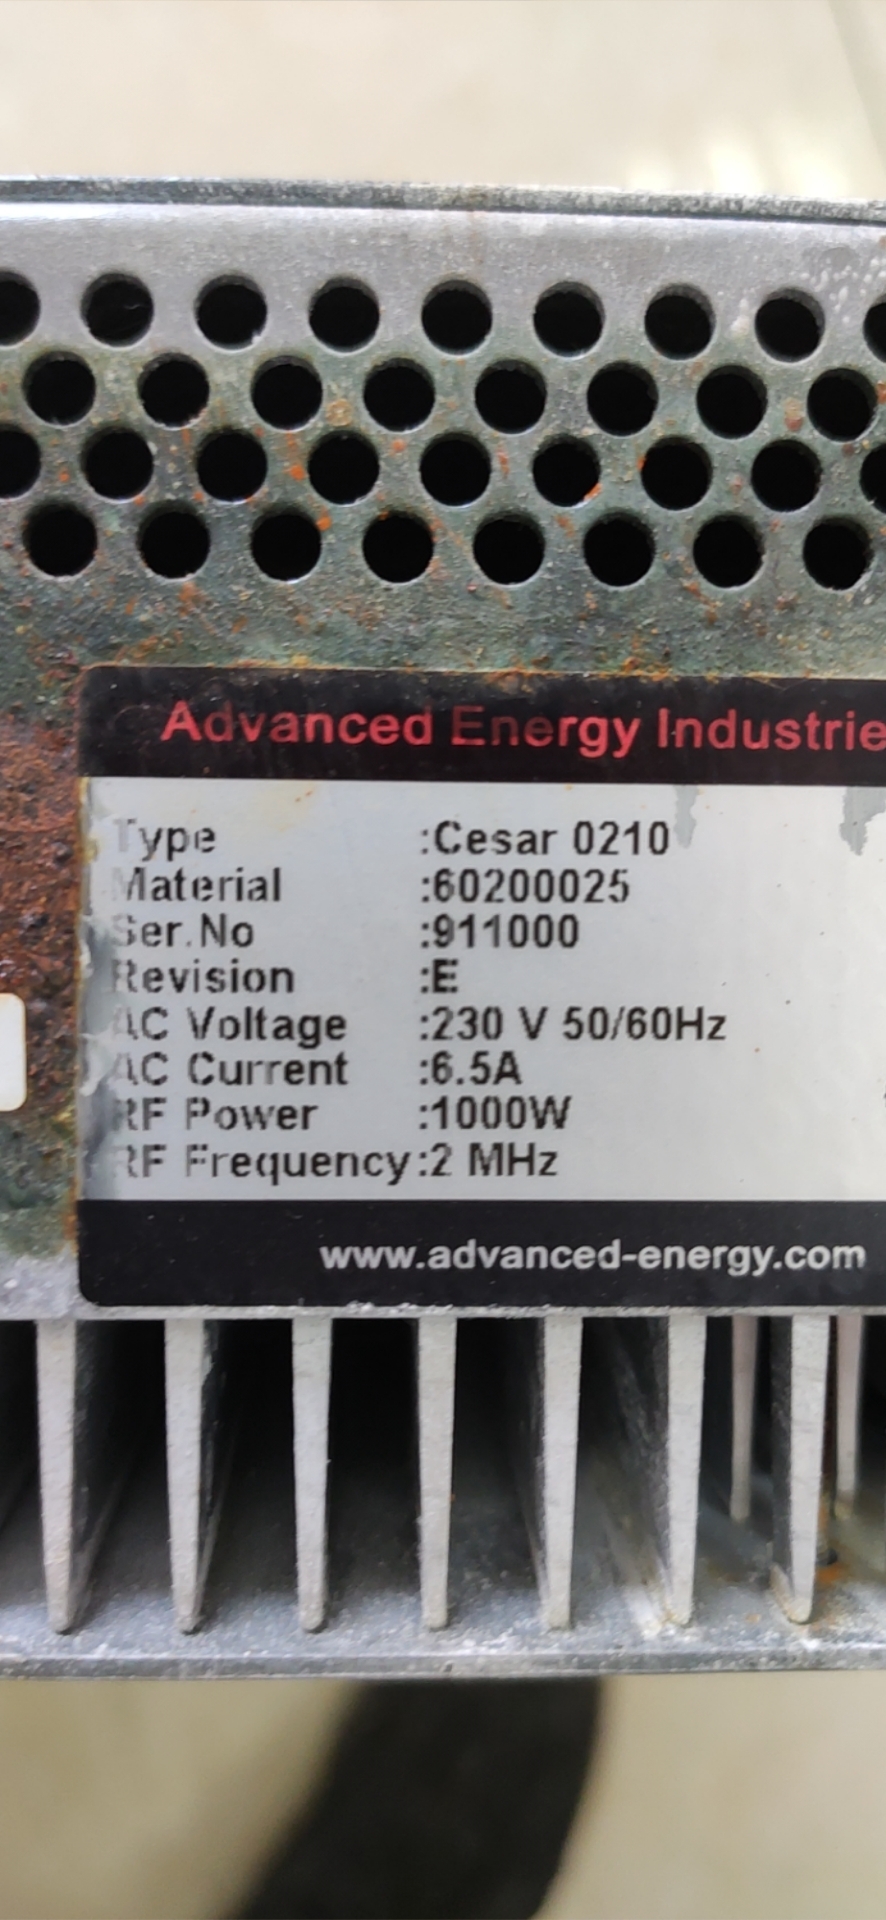 Advanced Energy Industrie
Type :Cesar 0210
Material :60200025
Ser.No :911000
Revision :E
AC Voltage :230 V 50/60Hz
AC Current :6.5A
RF Power :1000W
RF Frequency :2 MHz
www.advanced-energy.com